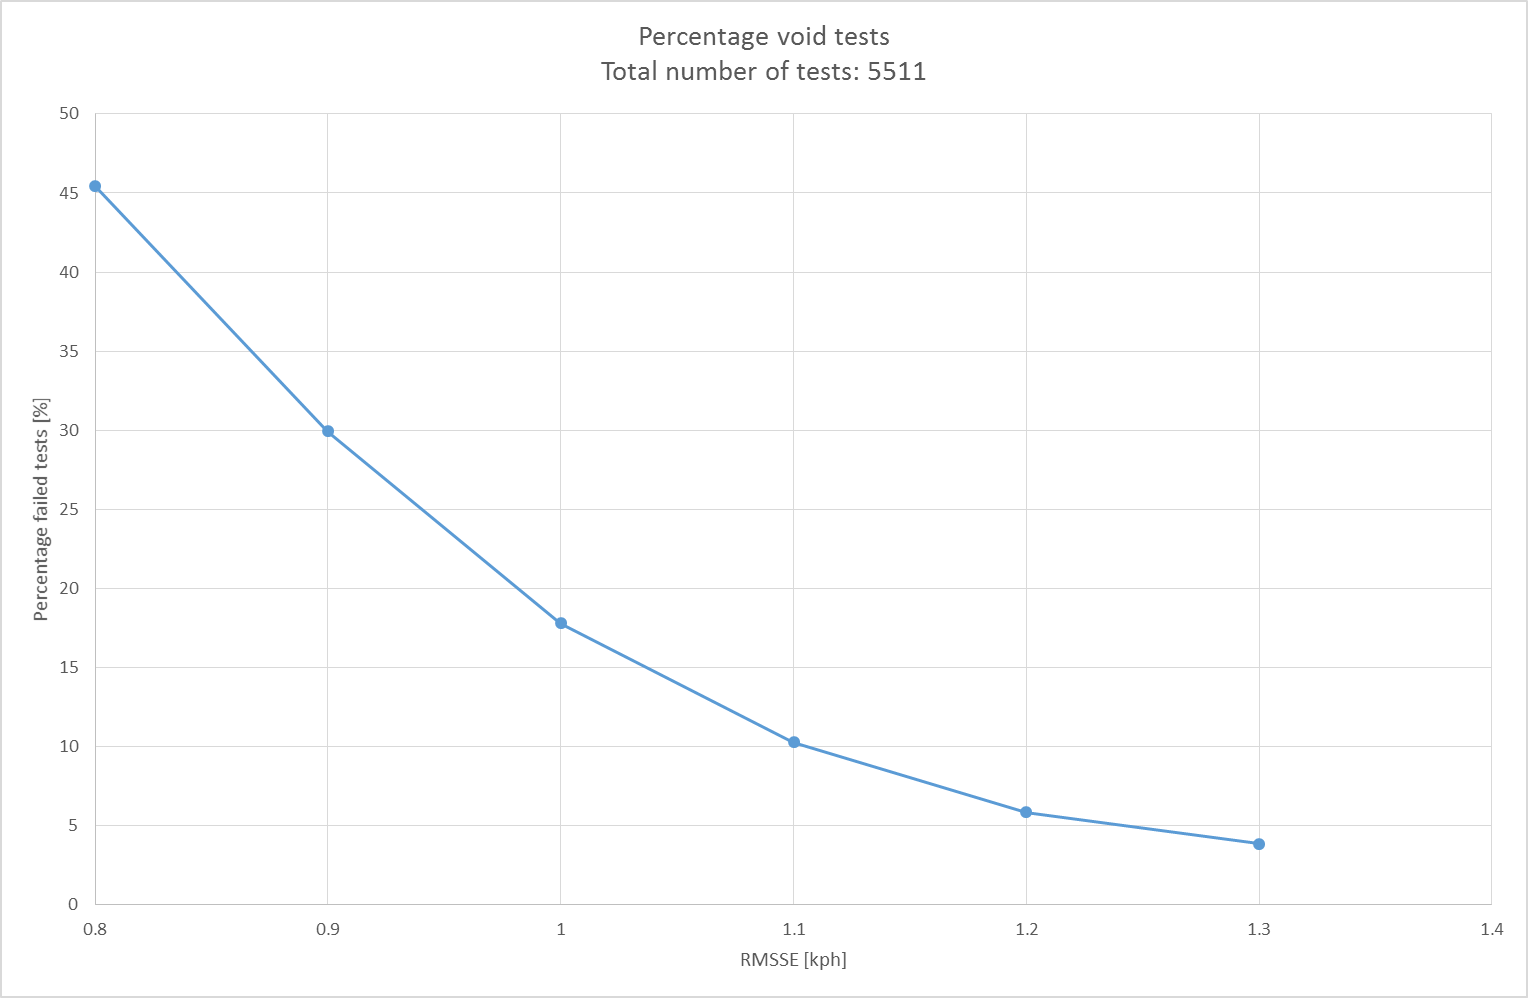 Percentage void tests
Total number of tests: 5511
50
45
40
35
30
25
20
15
10
5
0
Percentage failed tests [%]
0.8 0.9 1 1.1 1.2 1.3 1.4
RMSSE [kph]